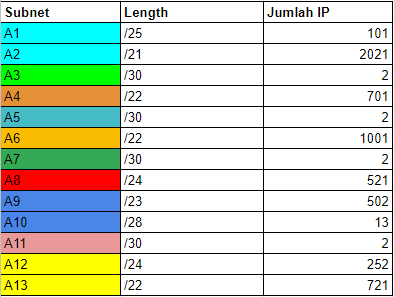 Subnet Length Jumlah IP
A1 /25 101
A2 /21 2021
A3 /30 2
A4 /22 701
A5 /30 2
A6 /22 1001
A7 /30 2
A8 /24 521
A9 /23 502
A10 /28 13
A11 /30 2
A12 /24 252
A13 /22 721